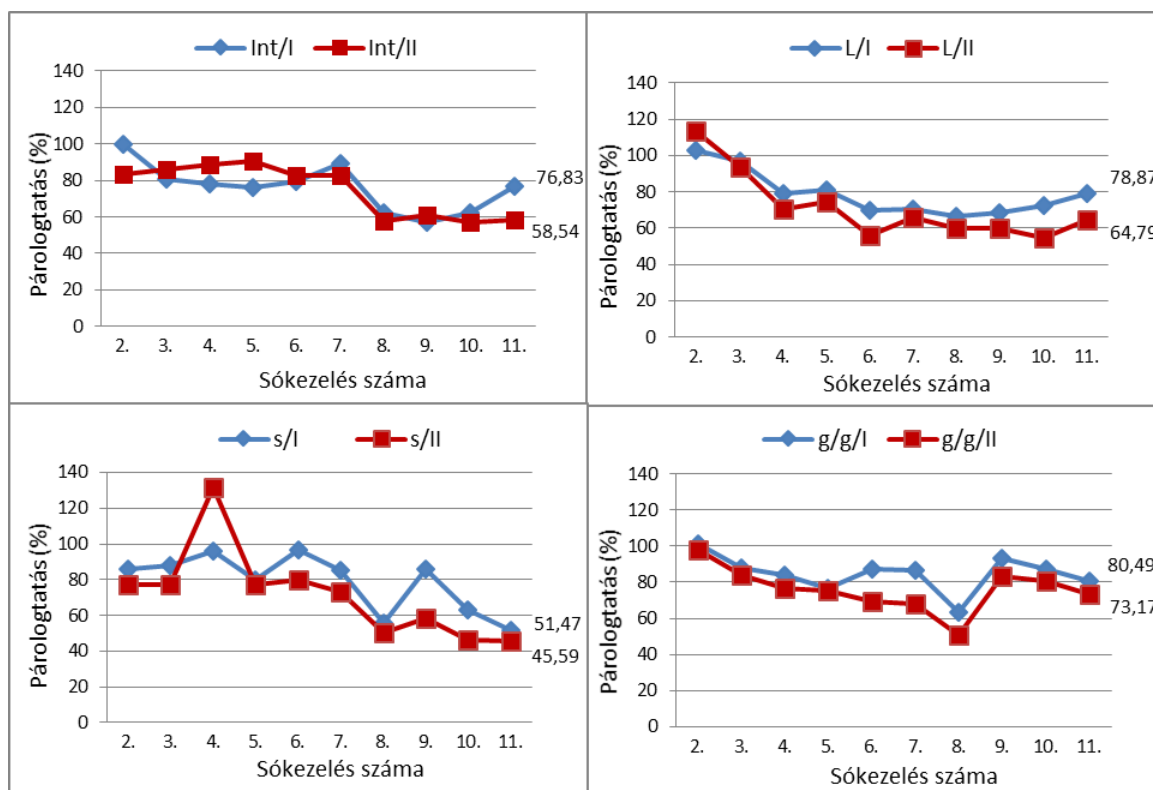 Int/I Int/II
Párologtatás (%)
140
120
100
80
60
40
20
0
76,83
58,54
2. 3. 4. 5. 6. 7. 8. 9. 10. 11.
Sókezelés száma
L/I L/II
Párologtatás (%)
140
120
100
80
60
40
20
0
78,87
64,79
2. 3. 4. 5. 6. 7. 8. 9. 10. 11.
Sókezelés száma
s/I s/II
Párologtatás (%)
140
120
100
80
60
40
20
0
51,47
45,59
2. 3. 4. 5. 6. 7. 8. 9. 10. 11.
Sókezelés száma
g/g/I g/g/II
Párologtatás (%)
140
120
100
80
60
40
20
0
80,49
73,17
2. 3. 4. 5. 6. 7. 8. 9. 10. 11.
Sókezelés száma